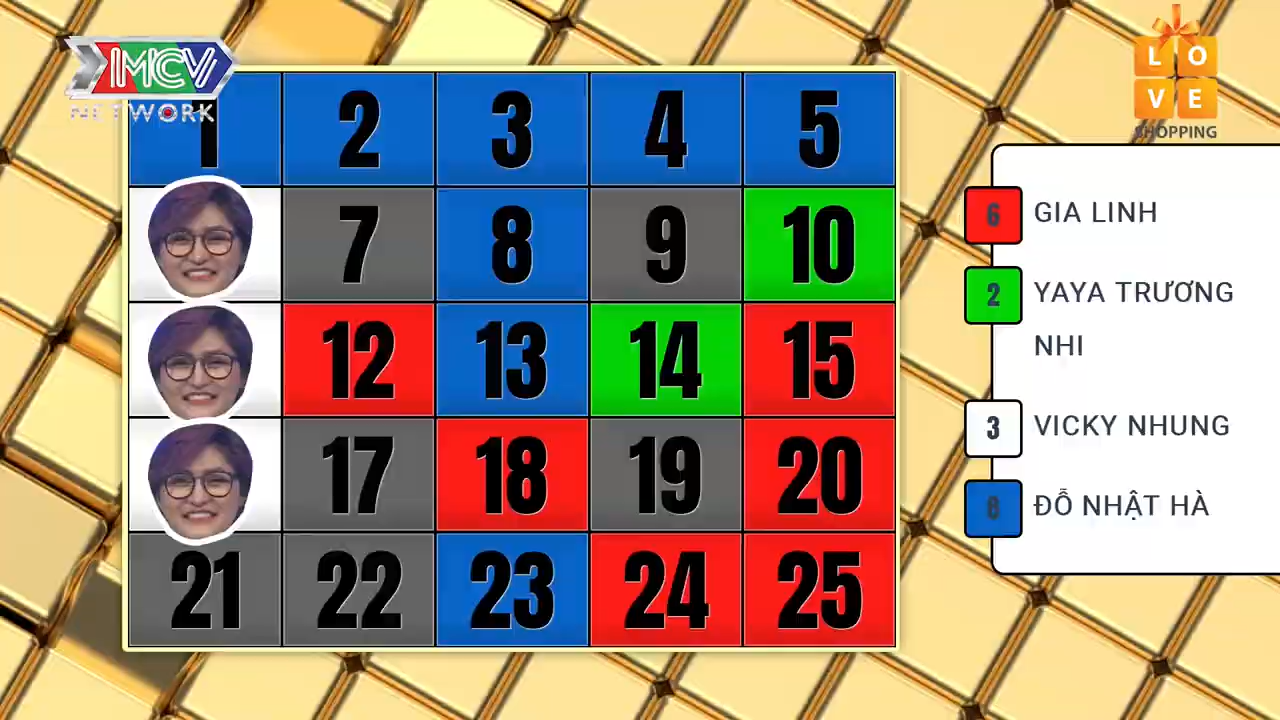 MCV
NETWORK
L O
V E
SHOPPING
1 2 3 4 5
7 8 9 10
12 13 14 15
17 18 19 20
21 22 23 24 25
6 GIA LINH
2 YAYA TRƯƠNG
NHI
3 VICKY NHUNG
ĐỖ NHẬT HÀ